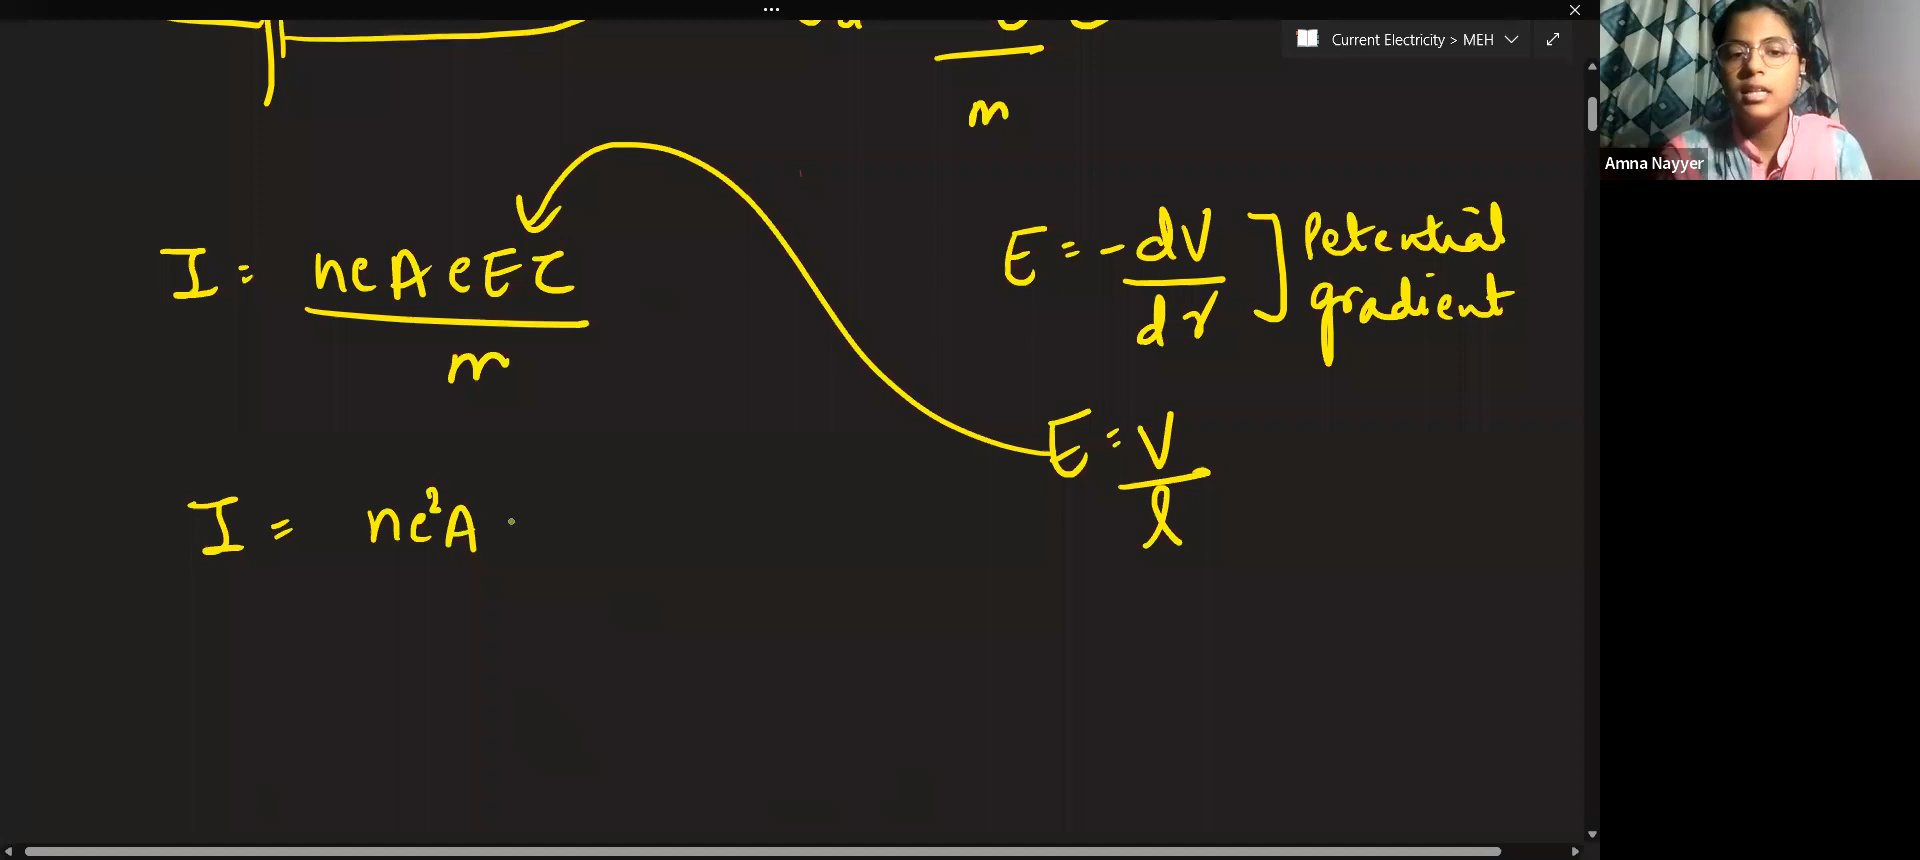 Current Electricity > MEH
m
Amna Nayyer
I = neAeEτ
m
E = -dV ] Potential
dr gradient
E = V
l
I = ne²A